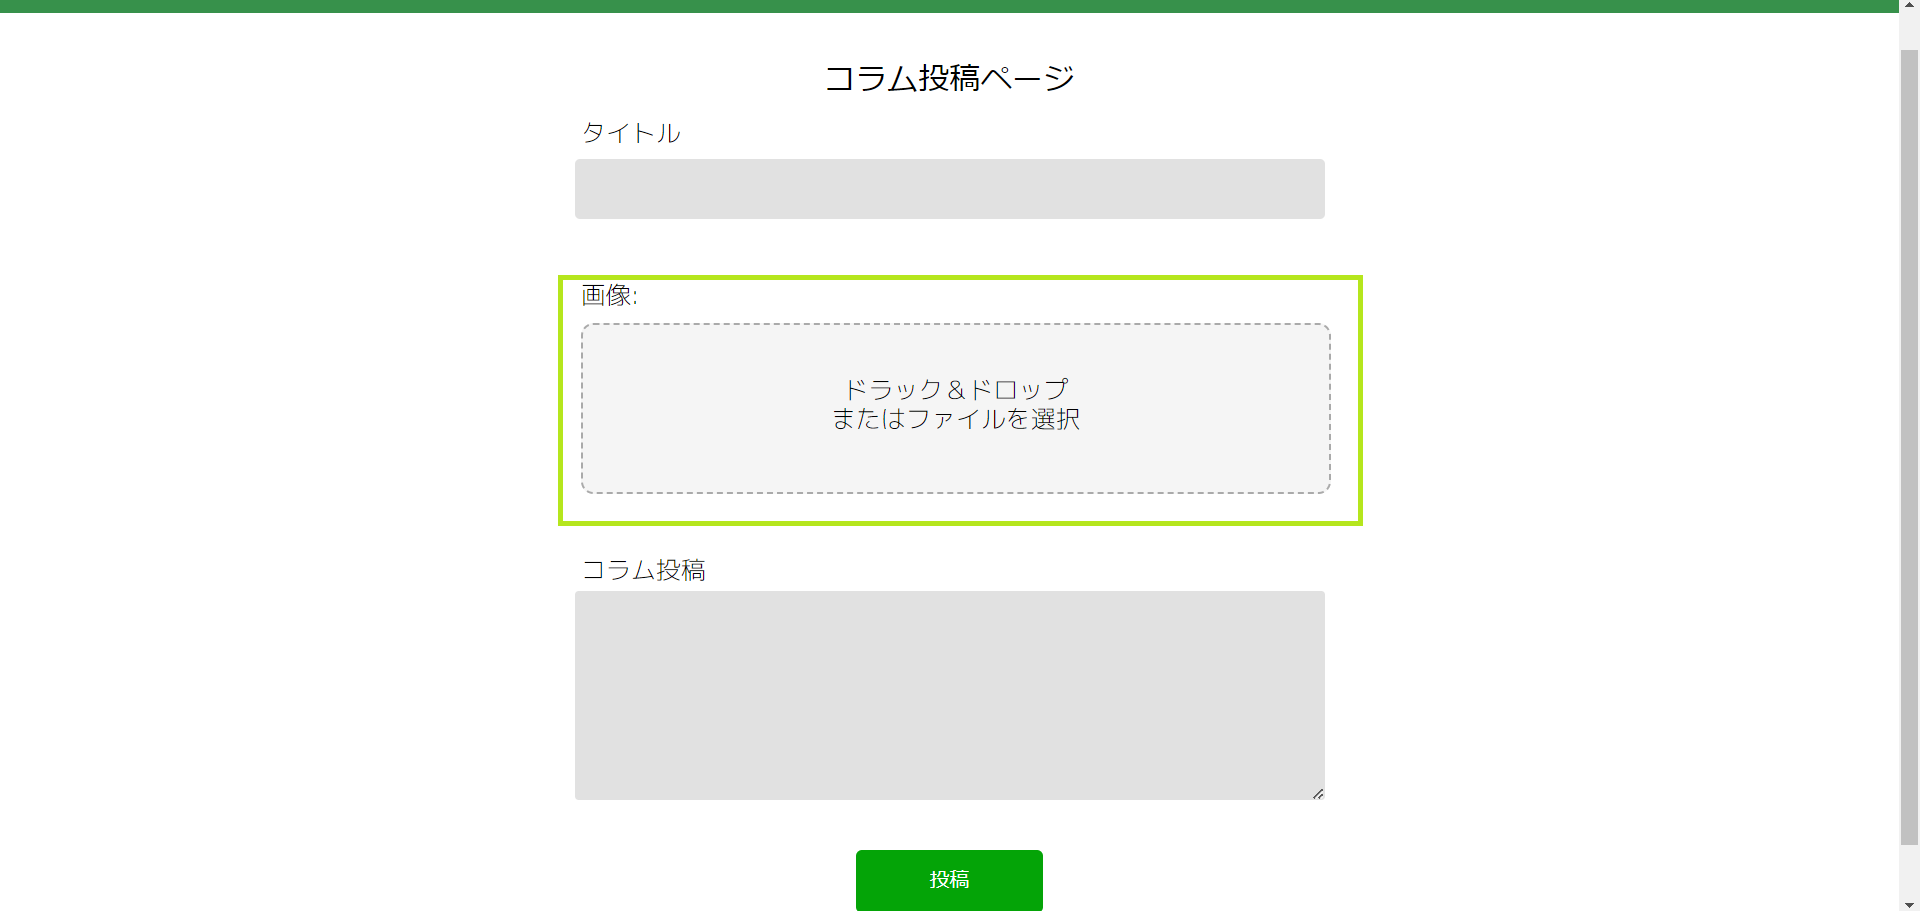 コラム投稿ページ
タイトル
画像:
ドラック＆ドロップ
またはファイルを選択
コラム投稿
投稿